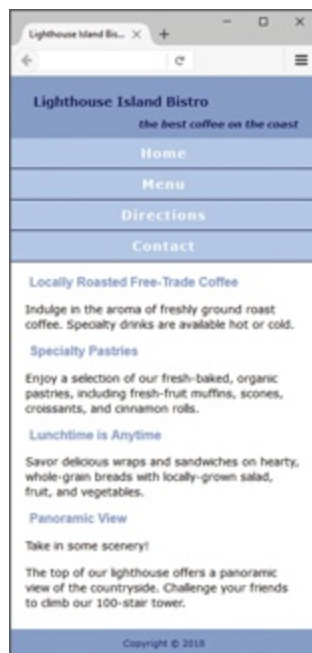 Lighthouse Island Bis...
Lighthouse Island Bistro
the best coffee on the coast
Home
Menu
Directions
Contact
Locally Roasted Free-Trade Coffee
Indulge in the aroma of freshly ground roast
coffee. Specialty drinks are available hot or cold.
Specialty Pastries
Enjoy a selection of our fresh-baked, organic
pastries, including fresh-fruit muffins, scones,
croissants, and cinnamon rolls.
Lunchtime is Anytime
Savor delicious wraps and sandwiches on hearty,
whole-grain breads with locally-grown salad,
fruit, and vegetables.
Panoramic View
Take in some scenery!
The top of our lighthouse offers a panoramic
view of the countryside. Challenge your friends
to climb our 100-stair tower.
Copyright © 2018